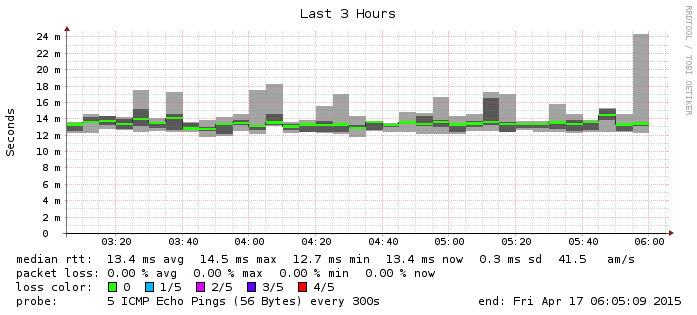 Last 3 Hours
RRDTOOL / TOBI OETIKER
Seconds
24 m
22 m
20 m
18 m
16 m
14 m
12 m
10 m
8 m
6 m
4 m
2 m
0
03:20 03:40 04:00 04:20 04:40 05:00 05:20 05:40 06:00
median rtt: 13.4 ms avg 14.5 ms max 12.7 ms min 13.4 ms now 0.3 ms sd 41.5 am/s
packet loss: 0.00 % avg 0.00 % max 0.00 % min 0.00 % now
loss color: 0 1/5 2/5 3/5 4/5
probe: 5 ICMP Echo Pings (56 Bytes) every 300s end: Fri Apr 17 06:05:09 2015